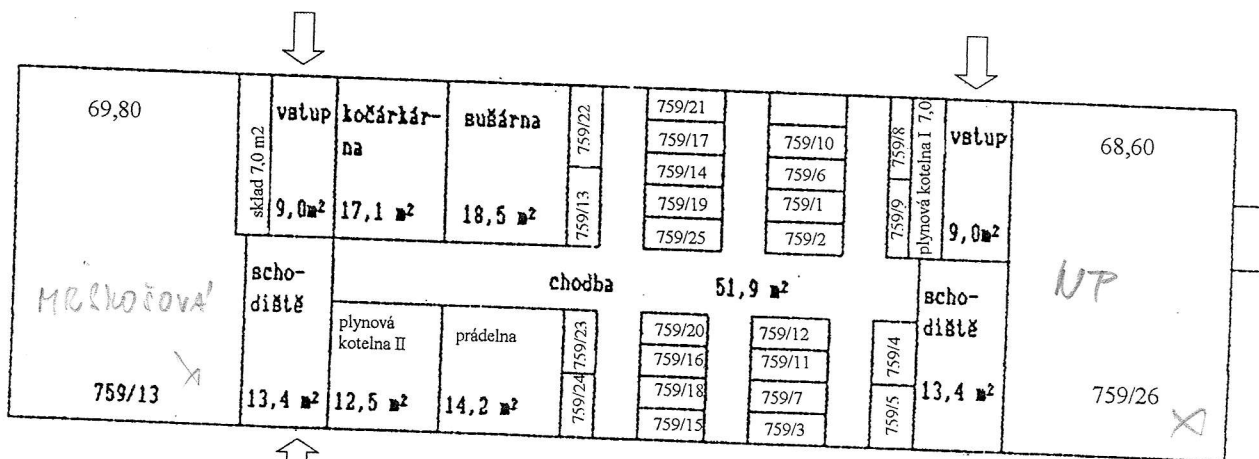 69,80
sklad 7,0 m2
vstup
9,0m²
kočárkár-
na
17,1 m²
sušárna
18,5 m²
759/22
759/13
759/21
759/17
759/14
759/19
759/25
759/10
759/6
759/1
759/2
759/8
759/9
plynová kotelna I 7,0
vstup
9,0m²
68,60
chodba 51,9 m²
MRSKOŠOVÁ
759/13
scho-
diště
13,4 m²
plynová
kotelna II
12,5 m²
prádelna
14,2 m²
759/23
759/24
759/20
759/16
759/18
759/15
759/12
759/11
759/7
759/3
759/4
759/5
scho-
diště
13,4 m²
NP
759/26